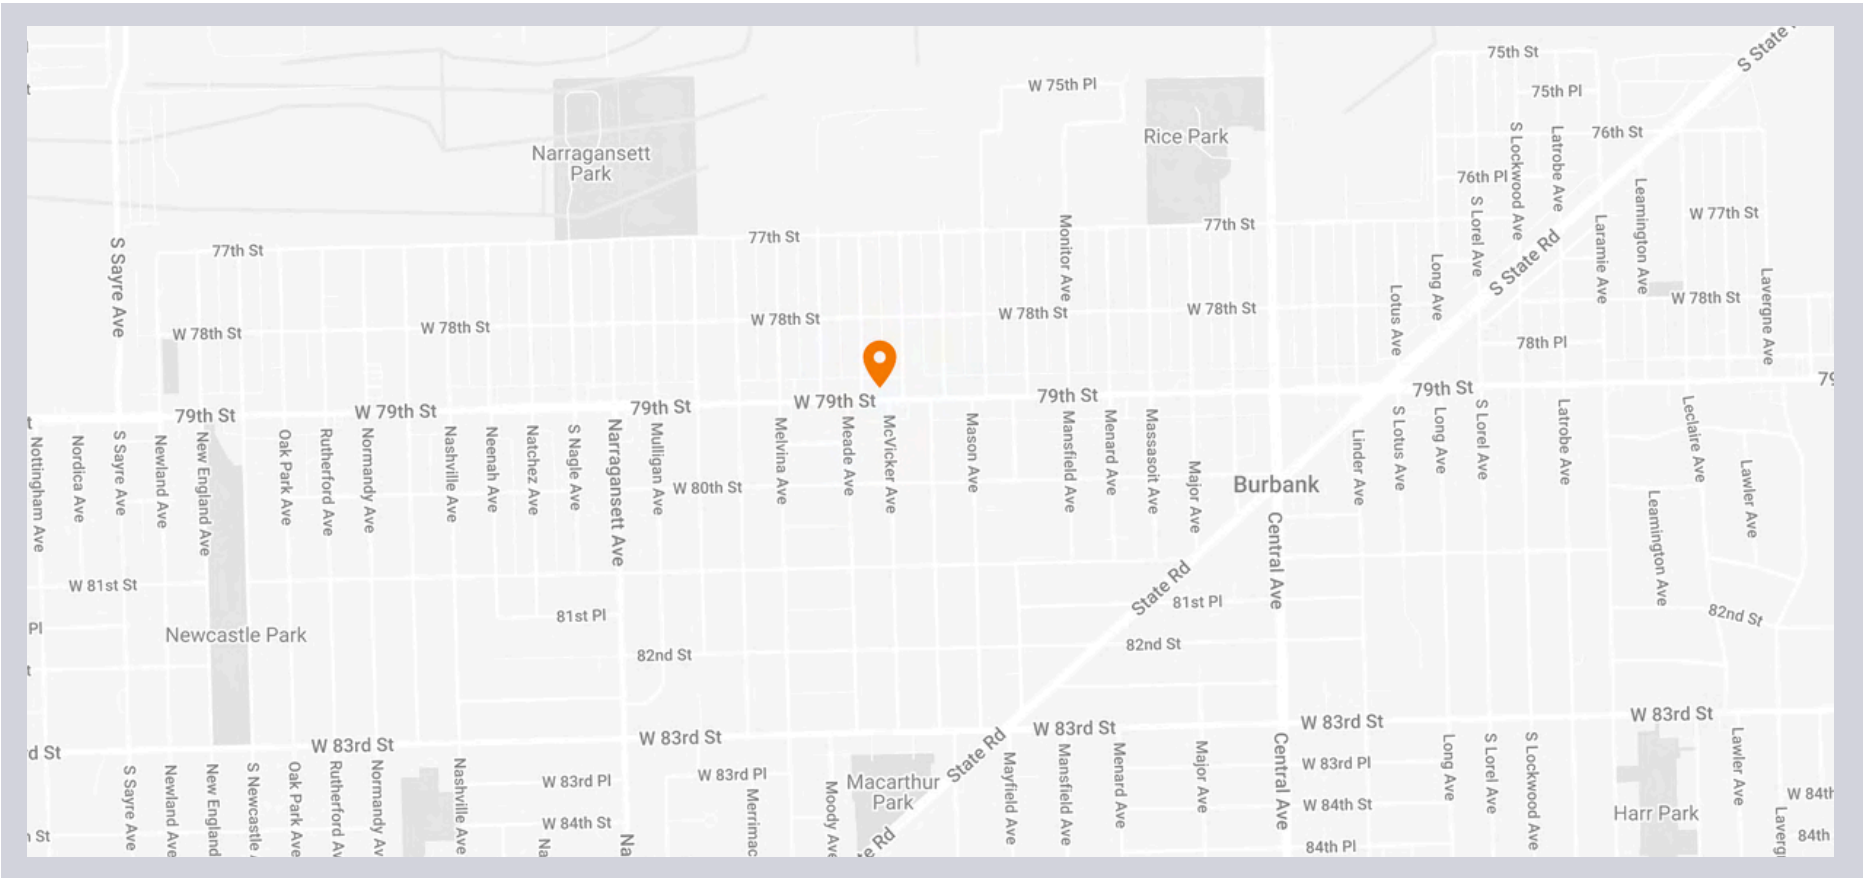 75th St
S State
W 75th Pl
75th Pl
Rice Park
76th St
S Lockwood Ave
Latrobe Ave
Narragansett
Park
76th Pl
Leamington Ave
S Lorel Ave
W 77th St
Monitor Ave
77th St
Laramie Ave
77th St
77th St
S Sayre Ave
S State Rd
Long Ave
Lavergne Ave
Lotus Ave
W 78th St
W 78th St
W 78th St
W 78th St
W 78th St
W 78th St
78th Pl
79th St
79th St
W 79th St
79th St
W 79th St
79th St
Nottingham Ave
Nordica Ave
S Sayre Ave
Newland Ave
New England Ave
Oak Park Ave
Rutherford Ave
Normandy Ave
Nashville Ave
Neenah Ave
Natchez Ave
S Nagle Ave
Narragansett Ave
Mulligan Ave
Melvina Ave
Meade Ave
McVicker Ave
Mason Ave
Mansfield Ave
Menard Ave
Massasoit Ave
Major Ave
Linder Ave
S Lotus Ave
Long Ave
S Lorel Ave
Latrobe Ave
Leclaire Ave
Lawler Ave
Leamington Ave
W 80th St
Burbank
Central Ave
W 81st St
State Rd
81st Pl
81st Pl
82nd St
Pl
Newcastle Park
82nd St
82nd St
W 83rd St
W 83rd St
W 83rd St
W 83rd St
W 83rd St
d St
State Rd
S Sayre Ave
Newland Ave
New England
S Newcastle
Oak Park Ave
Rutherford Av
Normandy Av
Nashville Ave
W 83rd Pl
W 83rd Pl
Merrimac
Moody Ave
Macarthur
Park
Mayfield Ave
Mansfield Ave
Menard Ave
Major Ave
Central Ave
W 83rd Pl
Long Ave
S Lorel Ave
S Lockwood Ave
Lawler Ave
Harr Park
W 84th
W 84th St
W 84th St
St
Na
Na
e Rd
84th Pl
84th
Laverg